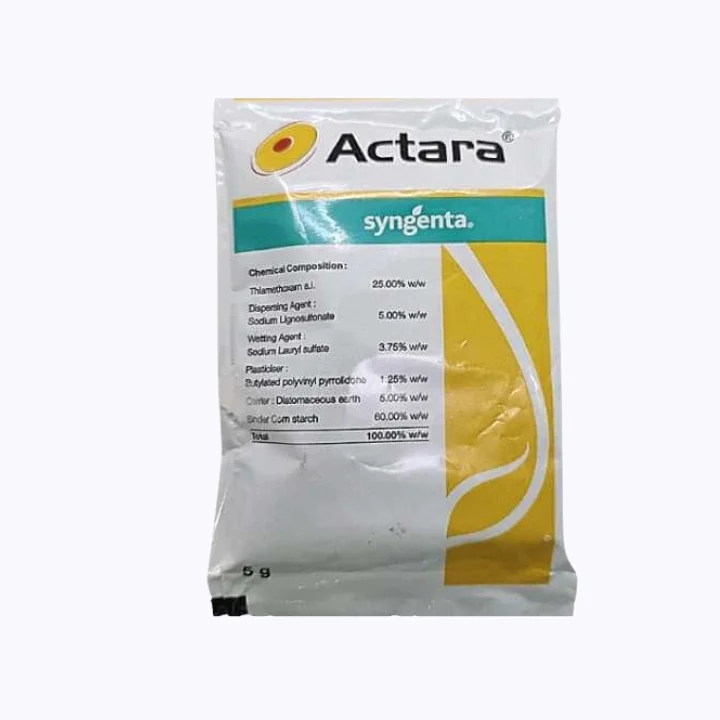 Actara®
syngenta®
Chemical Composition :
Thiamethoxam a.i. 25.00% w/w
Dispersing Agent :
Sodium Lignosulfonate 5.00% w/w
Wetting Agent :
Sodium Lauryl sulfate 3.75% w/w
Plasticiser :
Butylated polyvinyl pyrrolidone 1.25% w/w
Carrier : Diatomaceous earth 5.00% w/w
Binder Corn starch 60.00% w/w
Total 100.00% w/w
5 g